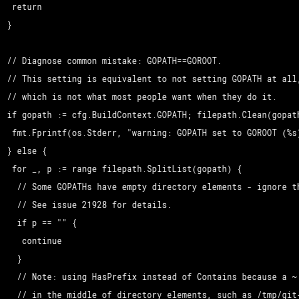 return
}
// Diagnose common mistake: GOPATH==GOROOT.
// This setting is equivalent to not setting GOPATH at all,
// which is not what most people want when they do it.
if gopath := cfg.BuildContext.GOPATH; filepath.Clean(gopath
fmt.Fprintf(os.Stderr, "warning: GOPATH set to GOROOT (%s)
} else {
for _, p := range filepath.SplitList(gopath) {
// Some GOPATHs have empty directory elements - ignore th
// See issue 21928 for details.
if p == "" {
continue
}
// Note: using HasPrefix instead of Contains because a ~
// in the middle of directory elements, such as /tmp/git-